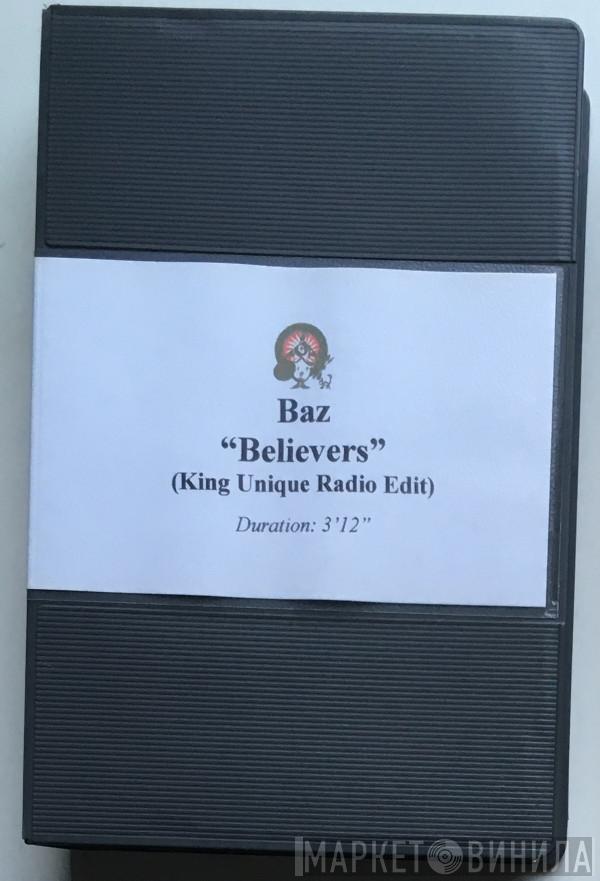 Baz
“Believers”
(King Unique Radio Edit)
Duration: 3’12”
МАРКЕТ ВИНИЛА